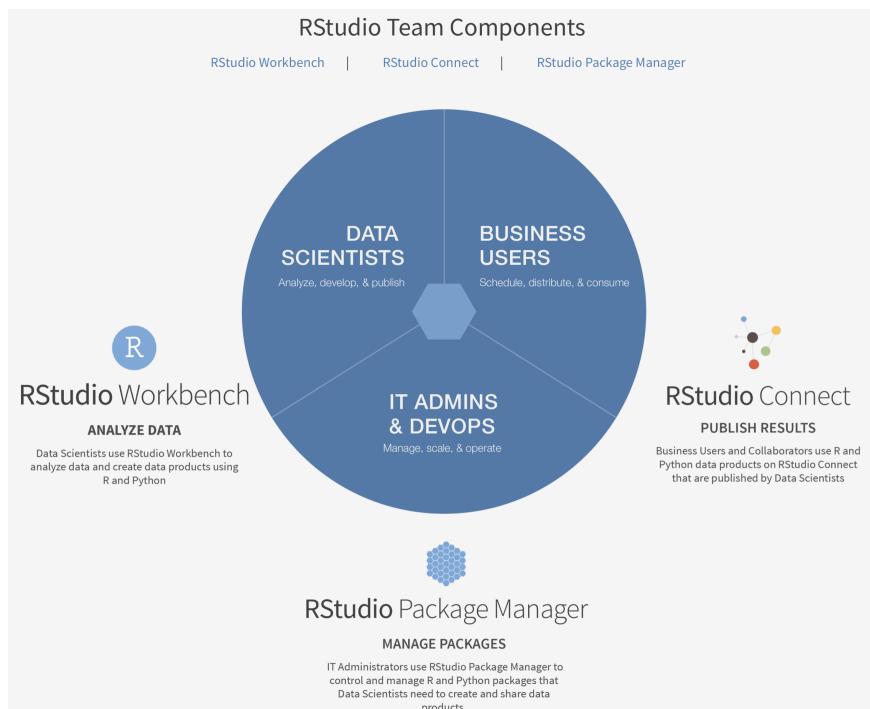 RStudio Team Components
RStudio Workbench | RStudio Connect | RStudio Package Manager
DATA
SCIENTISTS
Analyze, develop, & publish
BUSINESS
USERS
Schedule, distribute, & consume
IT ADMINS
& DEVOPS
Manage, scale, & operate
R
RStudio Workbench
ANALYZE DATA
Data Scientists use RStudio Workbench to
analyze data and create data products using
R and Python
RStudio Connect
PUBLISH RESULTS
Business Users and Collaborators use R and
Python data products on RStudio Connect
that are published by Data Scientists
RStudio Package Manager
MANAGE PACKAGES
IT Administrators use RStudio Package Manager to
control and manage R and Python packages that
Data Scientists need to create and share data
products